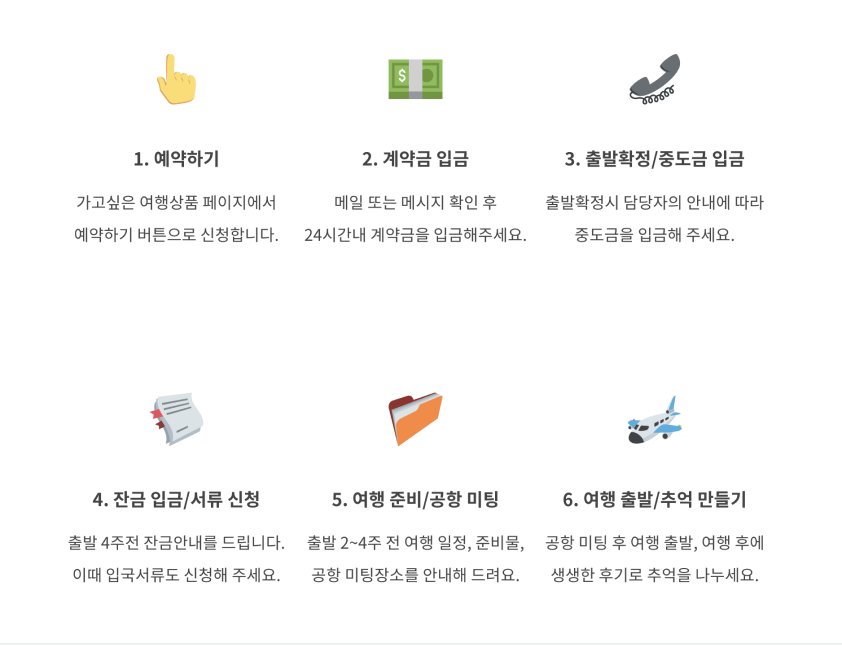 1. 예약하기
가고싶은 여행상품 페이지에서
예약하기 버튼으로 신청합니다.
2. 계약금 입금
메일 또는 메시지 확인 후
24시간내 계약금을 입금해주세요.
3. 출발확정/중도금 입금
출발확정시 담당자의 안내에 따라
중도금을 입금해 주세요.
4. 잔금 입금/서류 신청
출발 4주전 잔금안내를 드립니다.
이때 입국서류도 신청해 주세요.
5. 여행 준비/공항 미팅
출발 2~4주 전 여행 일정, 준비물,
공항 미팅장소를 안내해 드려요.
6. 여행 출발/추억 만들기
공항 미팅 후 여행 출발, 여행 후에
생생한 후기로 추억을 나누세요.